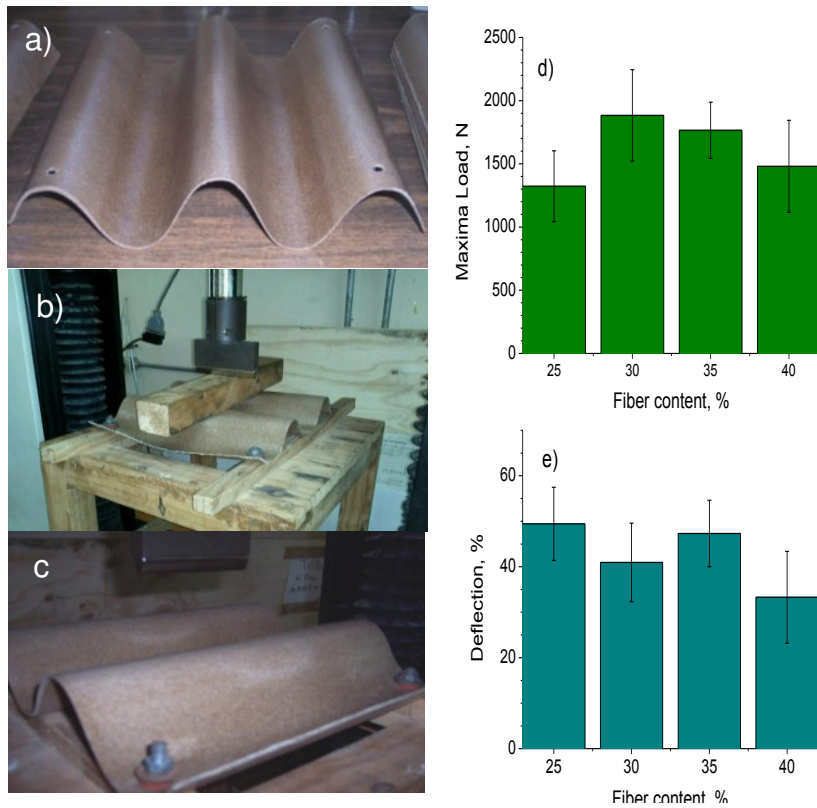 a)
b)
c
d)
Maxima Load, N
2500
2000
1500
1000
500
0
25 30 35 40
Fiber content, %
e)
Deflection, %
60
40
20
0
25 30 35 40
Fiber content, %